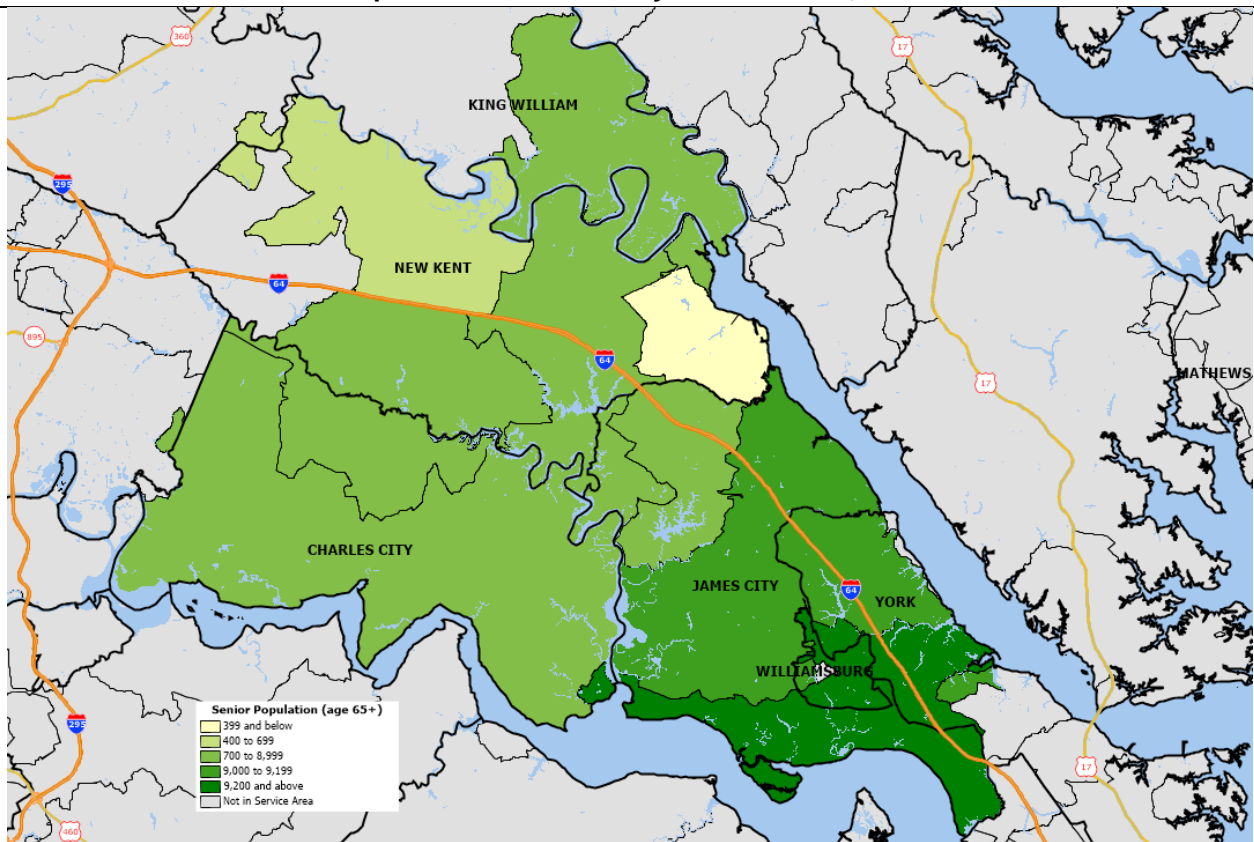 360
17
KING WILLIAM
295
NEW KENT
64
895
64
17
MATHEWS
CHARLES CITY
JAMES CITY
64
YORK
WILLIAMSBURG
295
Senior Population (age 65+)
399 and below
400 to 699
700 to 8,999
9,000 to 9,199
9,200 and above
Not in Service Area
17
460